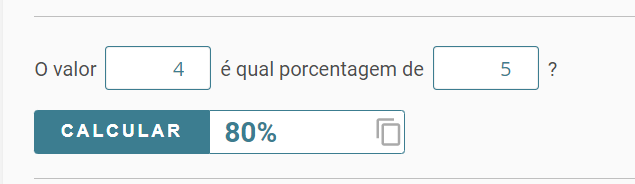 O valor 4 é qual porcentagem de 5 ?
CALCULAR 80%